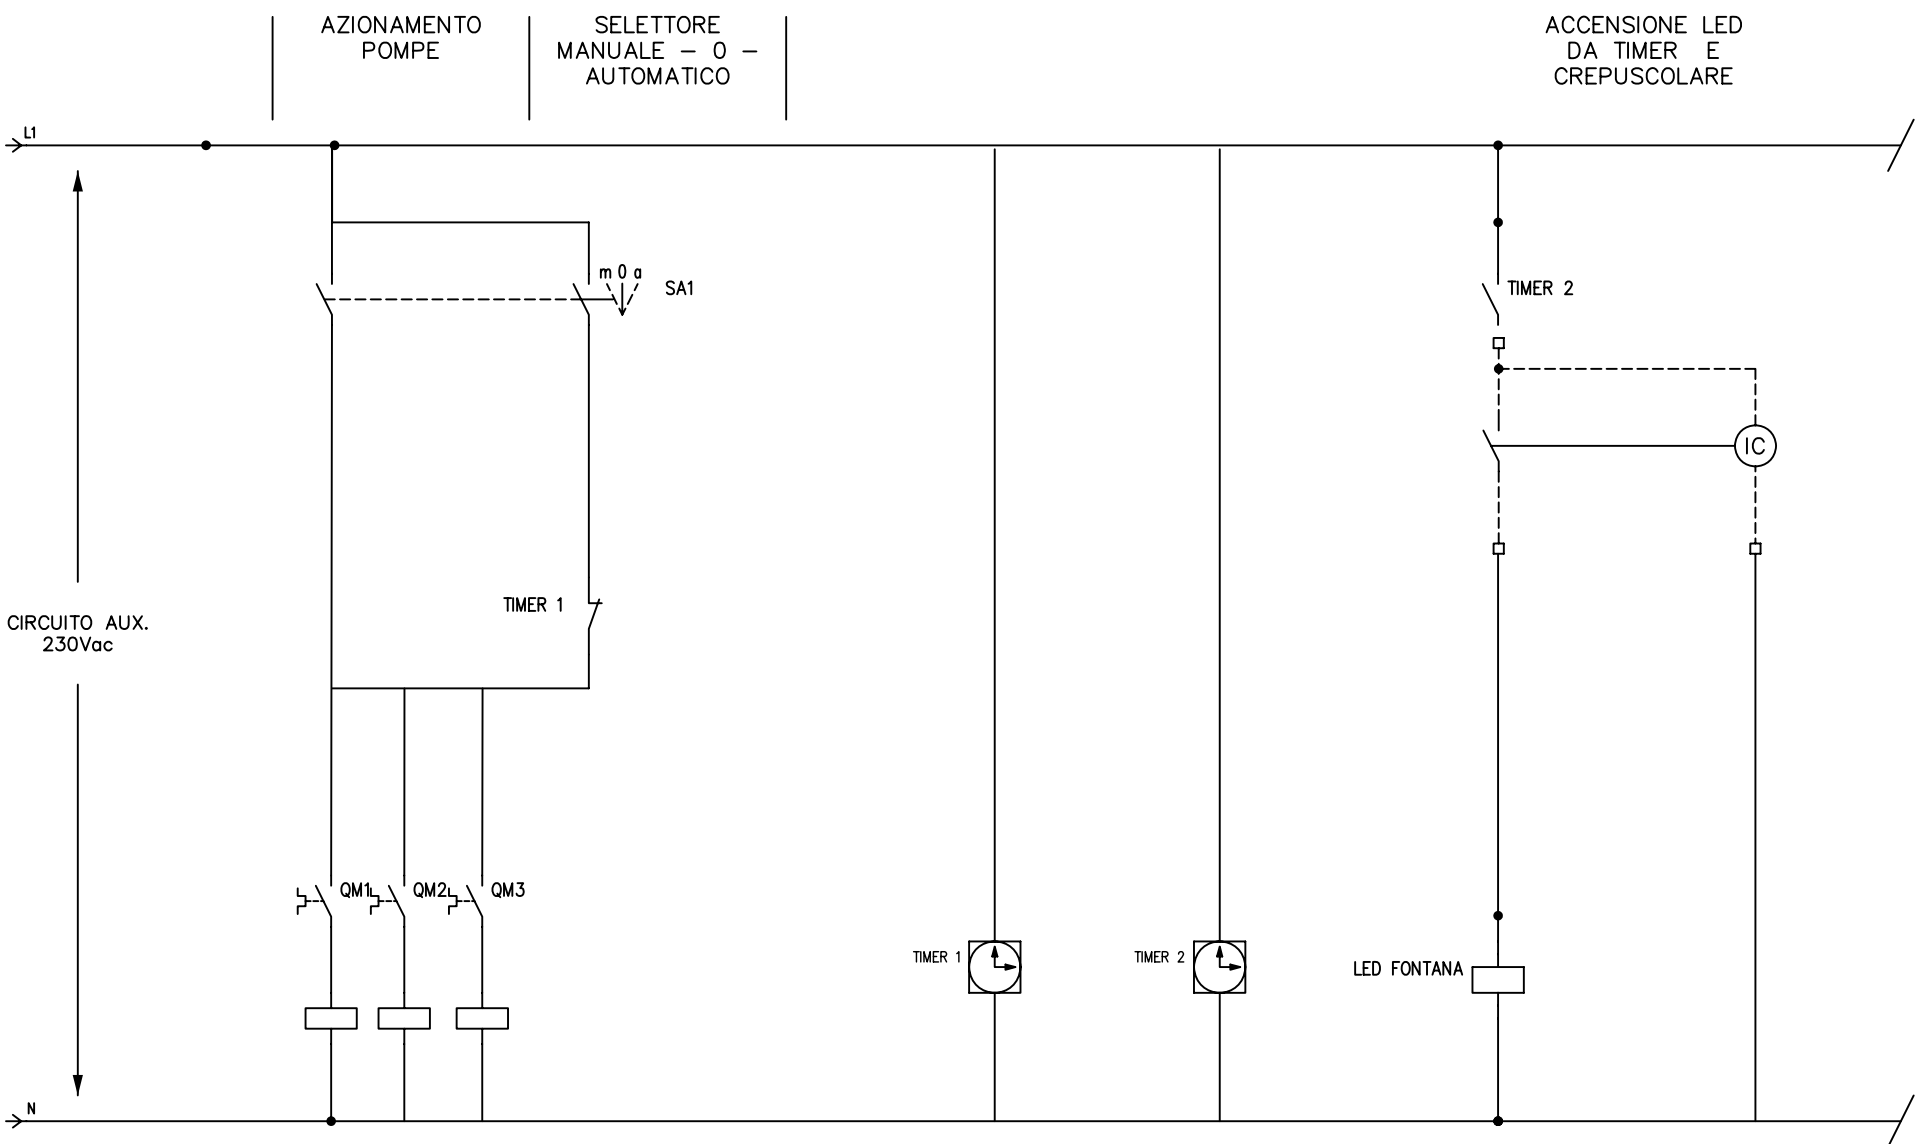 AZIONAMENTO
POMPE
SELETTORE
MANUALE – 0 –
AUTOMATICO
ACCENSIONE LED
DA TIMER E
CREPUSCOLARE
L1
m 0 a
SA1
TIMER 2
IC
TIMER 1
CIRCUITO AUX.
230Vac
QM1
QM2
QM3
TIMER 1
TIMER 2
LED FONTANA
N